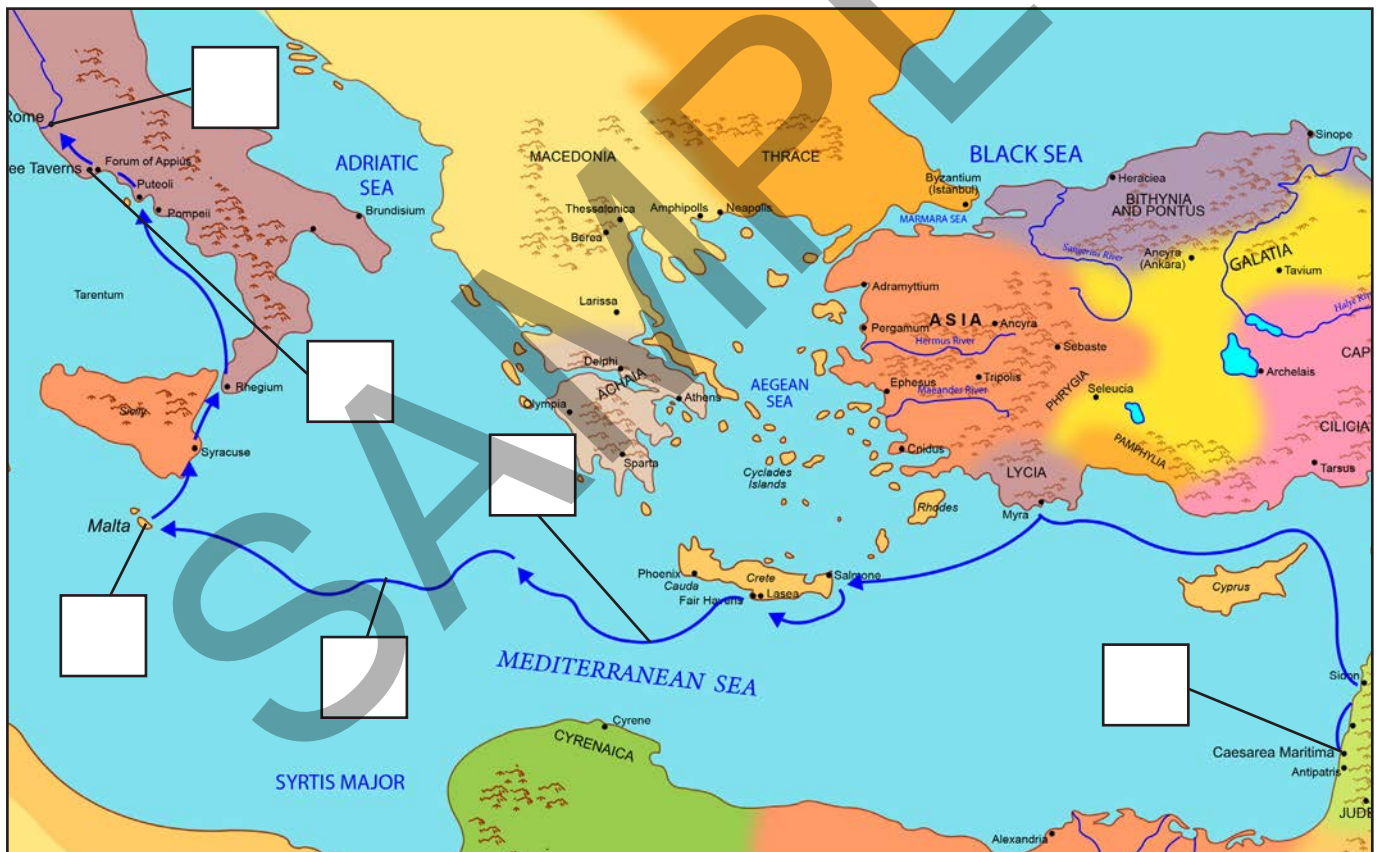 Rome
ee Taverns
Forum of Appius
Puteoli
Pompeii
ADRIATIC
SEA
Brundisium
Tarentum
Rhegium
Sicily
Syracuse
Malta
MACEDONIA
THRACE
Thessalonica
Amphipolls
Neapolis
Berea
Larissa
Delphi
ACHAIA
Olympia
Athens
Sparta
AEGEAN
SEA
Cyclades
Islands
BLACK SEA
Byzantium
(Istanbul)
MARMARA SEA
Sinope
Heraciea
BITHYNIA
AND PONTUS
Sangarius River
Ancyra
(Ankara)
GALATIA
Tavium
Adramyttium
Pergamum
ASIA
Ancyra
Hermus River
Sebaste
Ephesus
Tripolis
Maeander River
PHRYGIA
Seleucia
Archelais
CAP
CILICIA
Tarsus
Cnidus
LYCIA
PAMPHYLIA
Rhodes
Myra
Phoenix
Cauda
Crete
Salmone
Fair Havens
Lasea
Cyprus
MEDITERRANEAN SEA
Sidon
Caesarea Maritima
Antipatris
JUDE
Cyrene
CYRENAICA
SYRTIS MAJOR
Alexandria
SAMPLE